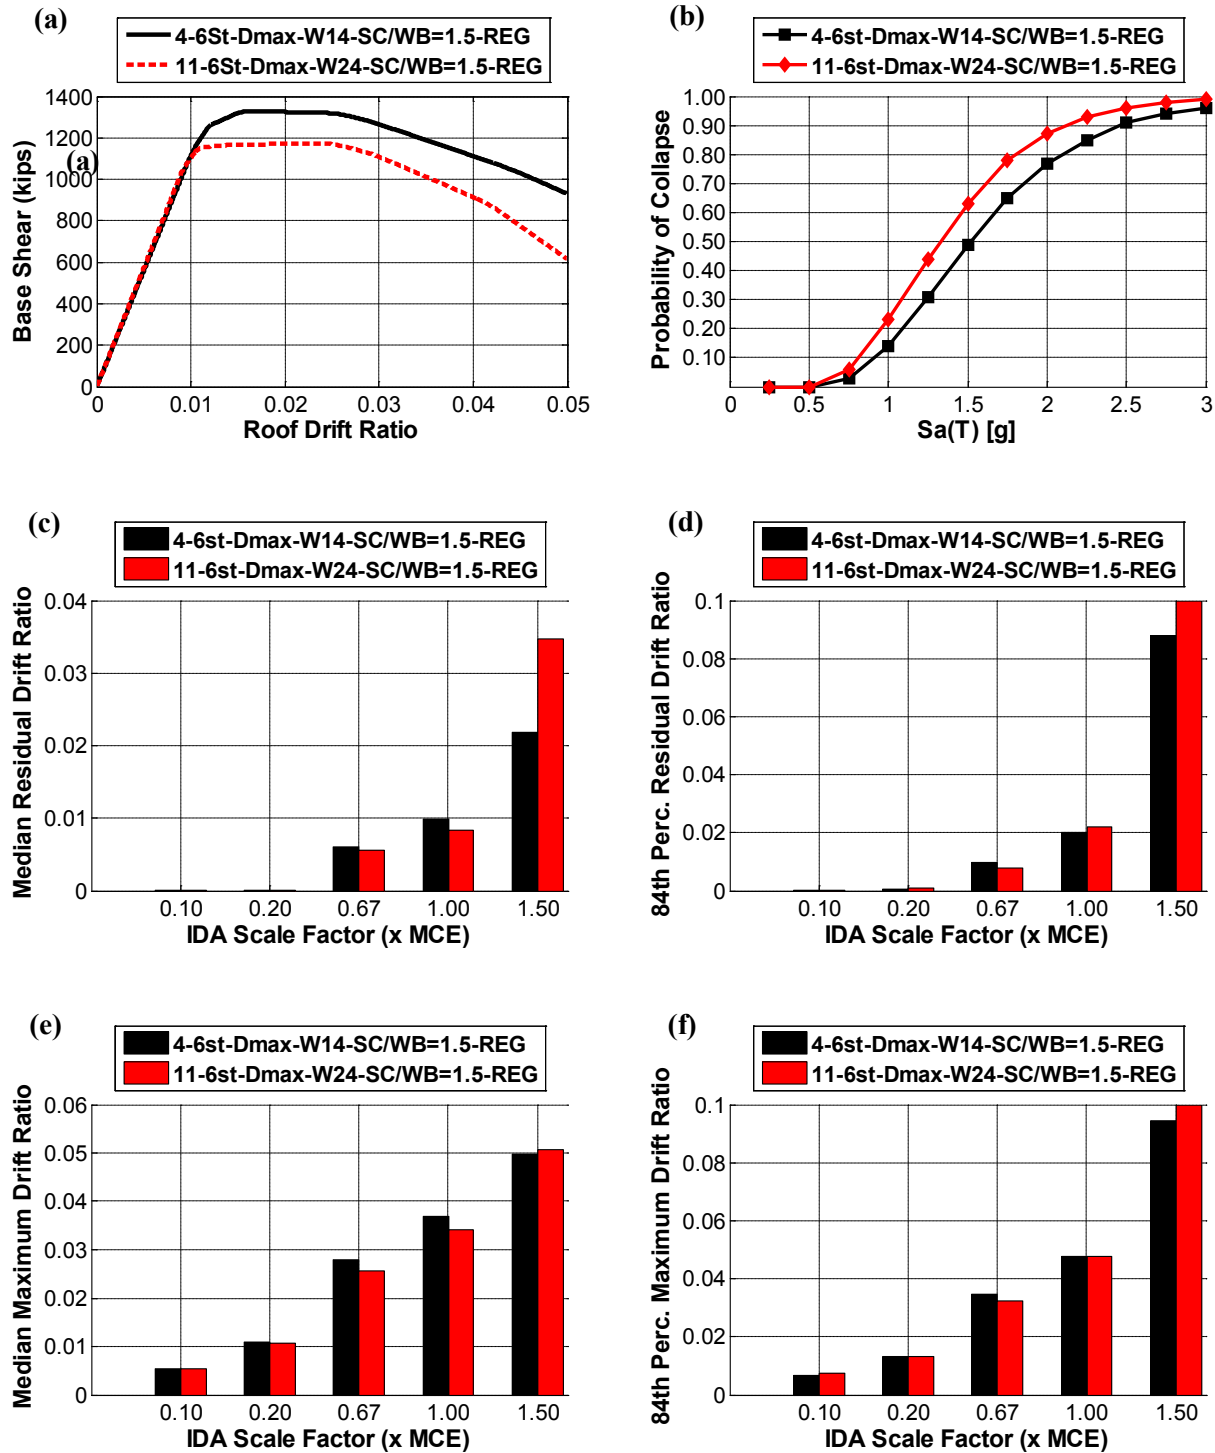 (a)
4-6St-Dmax-W14-SC/WB=1.5-REG
11-6St-Dmax-W24-SC/WB=1.5-REG
1400
1200
(a)
1000
800
600
400
200
0
Base Shear (kips)
0 0.01 0.02 0.03 0.04 0.05
Roof Drift Ratio
(b)
4-6st-Dmax-W14-SC/WB=1.5-REG
11-6st-Dmax-W24-SC/WB=1.5-REG
1.00
0.90
0.80
0.70
0.60
0.50
0.40
0.30
0.20
0.10
Probability of Collapse
0 0.5 1 1.5 2 2.5 3
Sa(T) [g]
(c)
4-6st-Dmax-W14-SC/WB=1.5-REG
11-6st-Dmax-W24-SC/WB=1.5-REG
0.04
0.03
0.02
0.01
0
Median Residual Drift Ratio
0.10 0.20 0.67 1.00 1.50
IDA Scale Factor (x MCE)
(d)
4-6st-Dmax-W14-SC/WB=1.5-REG
11-6st-Dmax-W24-SC/WB=1.5-REG
0.1
0.08
0.06
0.04
0.02
0
84th Perc. Residual Drift Ratio
0.10 0.20 0.67 1.00 1.50
IDA Scale Factor (x MCE)
(e)
4-6st-Dmax-W14-SC/WB=1.5-REG
11-6st-Dmax-W24-SC/WB=1.5-REG
0.06
0.05
0.04
0.03
0.02
0.01
0
Median Maximum Drift Ratio
0.10 0.20 0.67 1.00 1.50
IDA Scale Factor (x MCE)
(f)
4-6st-Dmax-W14-SC/WB=1.5-REG
11-6st-Dmax-W24-SC/WB=1.5-REG
0.1
0.08
0.06
0.04
0.02
0
84th Perc. Maximum Drift Ratio
0.10 0.20 0.67 1.00 1.50
IDA Scale Factor (x MCE)